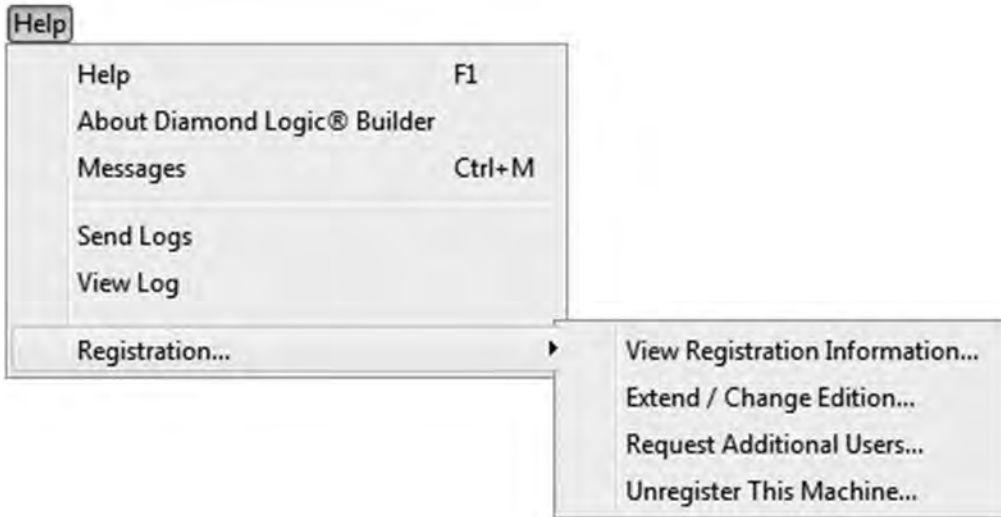 Help
Help F1
About Diamond Logic® Builder
Messages Ctrl+M
Send Logs
View Log
Registration...
View Registration Information...
Extend / Change Edition...
Request Additional Users...
Unregister This Machine...